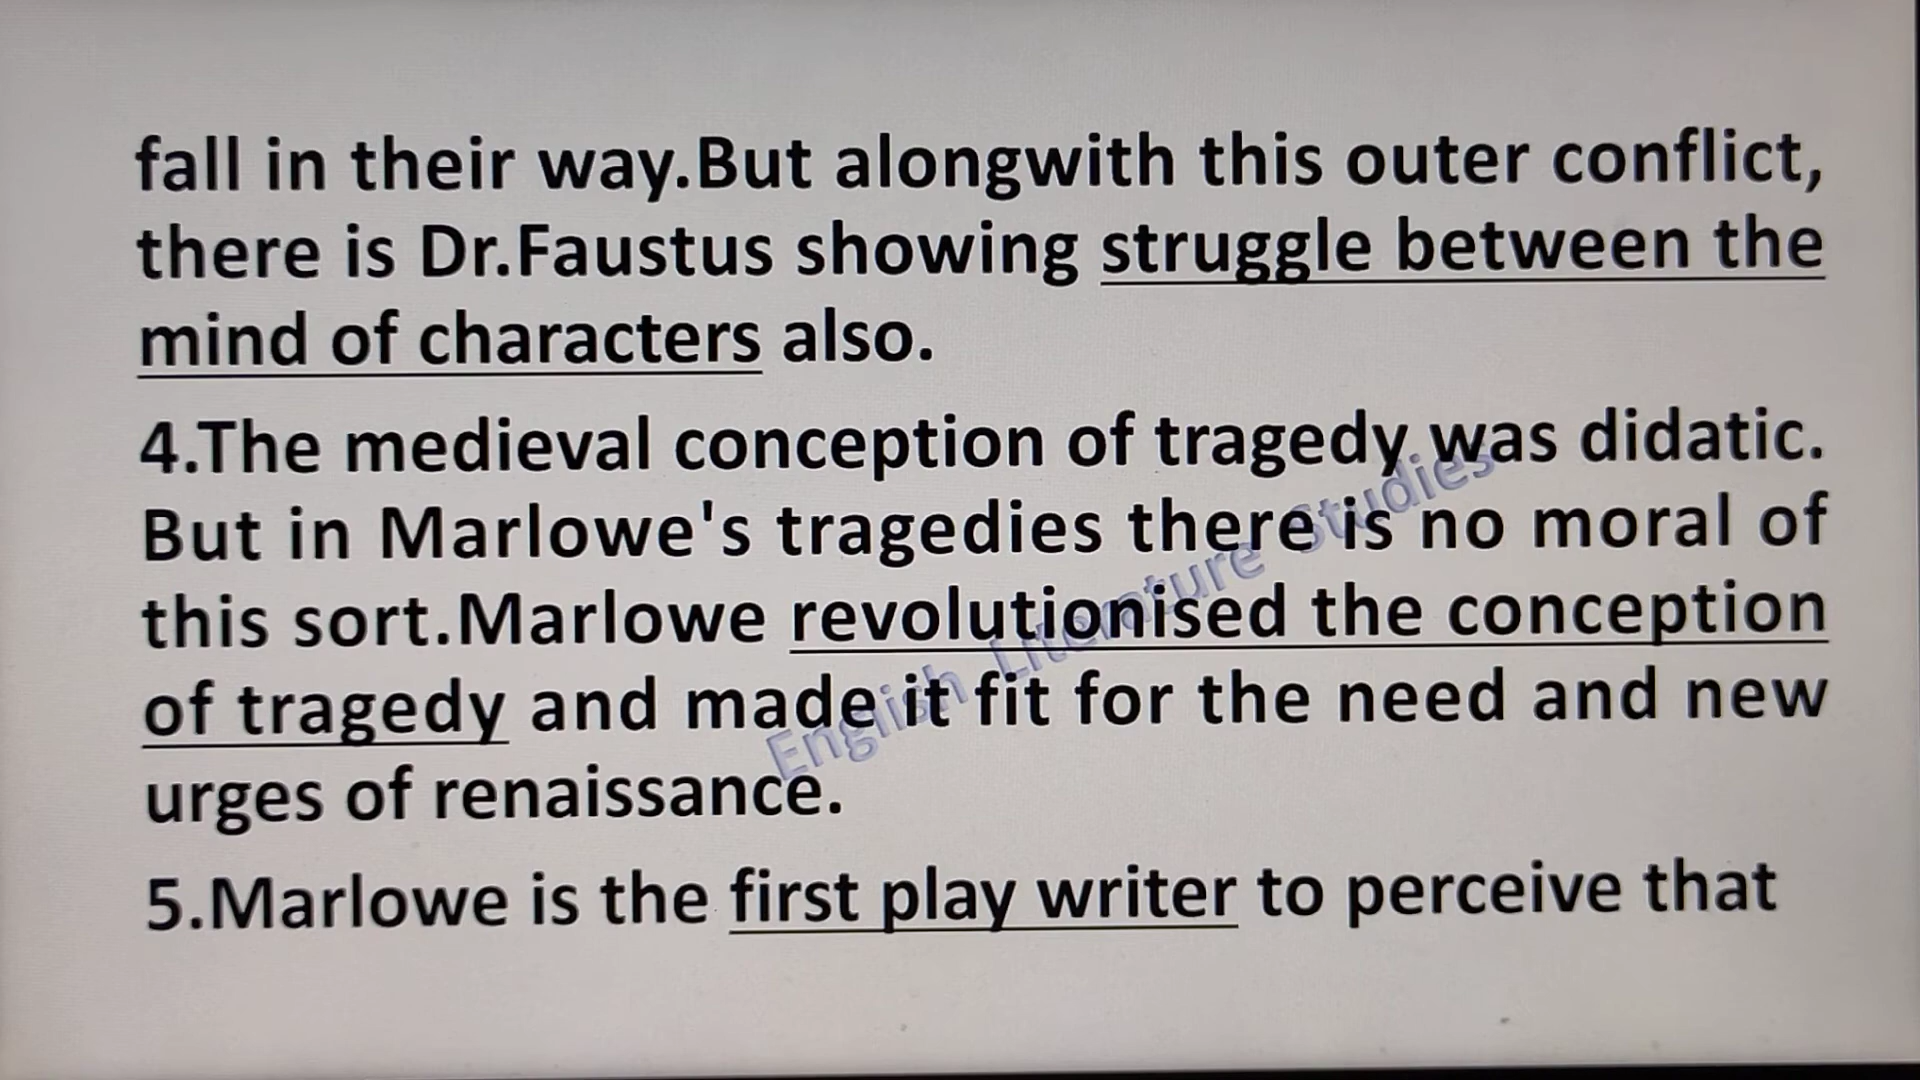 fall in their way.But alongwith this outer conflict,
there is Dr.Faustus showing struggle between the
mind of characters also.
4.The medieval conception of tragedy was didatic.
But in Marlowe's tragedies there is no moral of
this sort.Marlowe revolutionised the conception
of tragedy and made it fit for the need and new
urges of renaissance.
5.Marlowe is the first play writer to perceive that
English Literature Studies